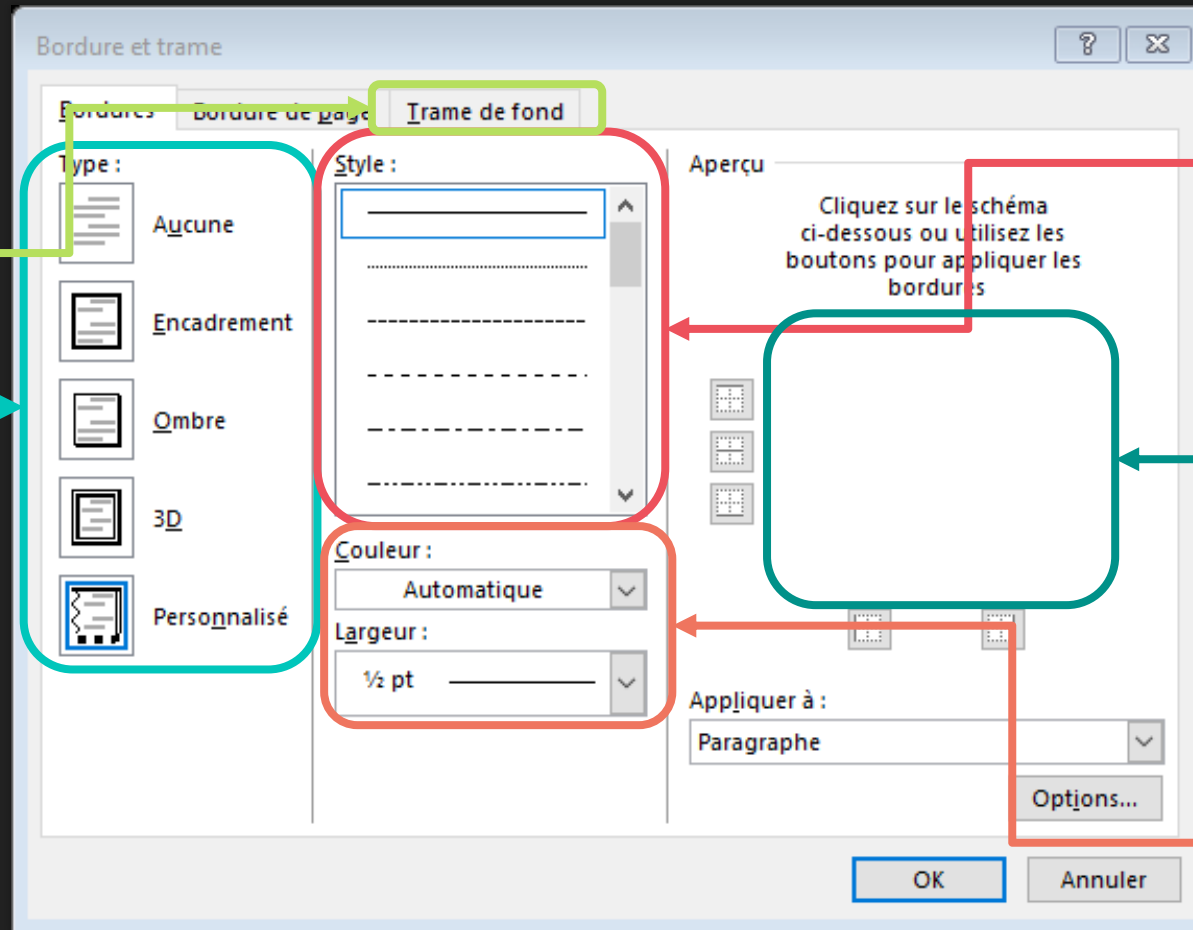 Bordure et trame
Bordures
Bordure de page
Trame de fond
Type :
Aucune
Encadrement
Ombre
3D
Personnalisé
Style :
Couleur :
Automatique
Largeur :
½ pt
Aperçu
Cliquez sur le schéma
ci-dessous ou utilisez les
boutons pour appliquer les
bordures
Appliquer à :
Paragraphe
Options...
OK
Annuler